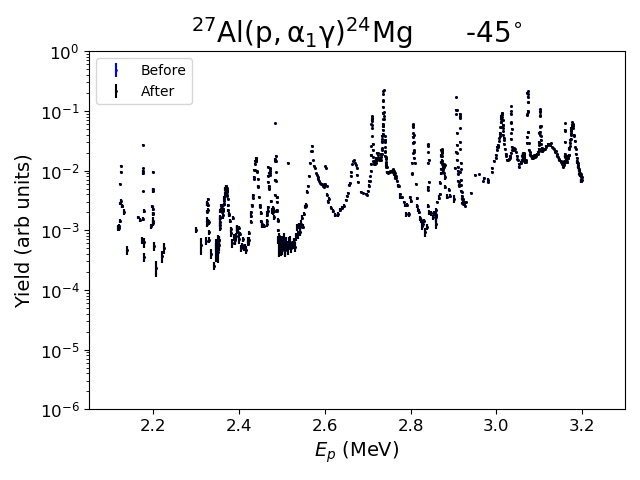 ²⁷Al(p, α₁γ)²⁴Mg -45°
Before
After
Yield (arb units)
10⁰
10⁻¹
10⁻²
10⁻³
10⁻⁴
10⁻⁵
10⁻⁶
2.2 2.4 2.6 2.8 3.0 3.2
Eₚ (MeV)